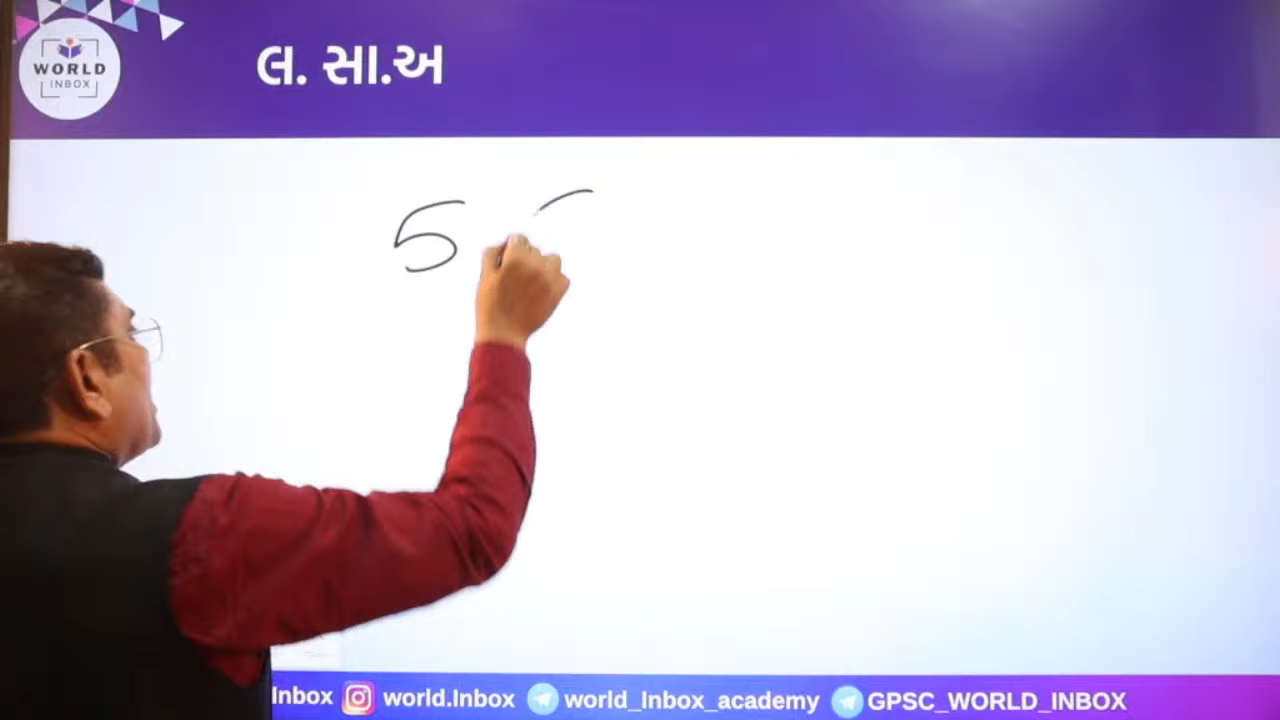 WORLD
INBOX
લ. સા.અ
5
Inbox world.Inbox world_Inbox_academy GPSC_WORLD_INBOX